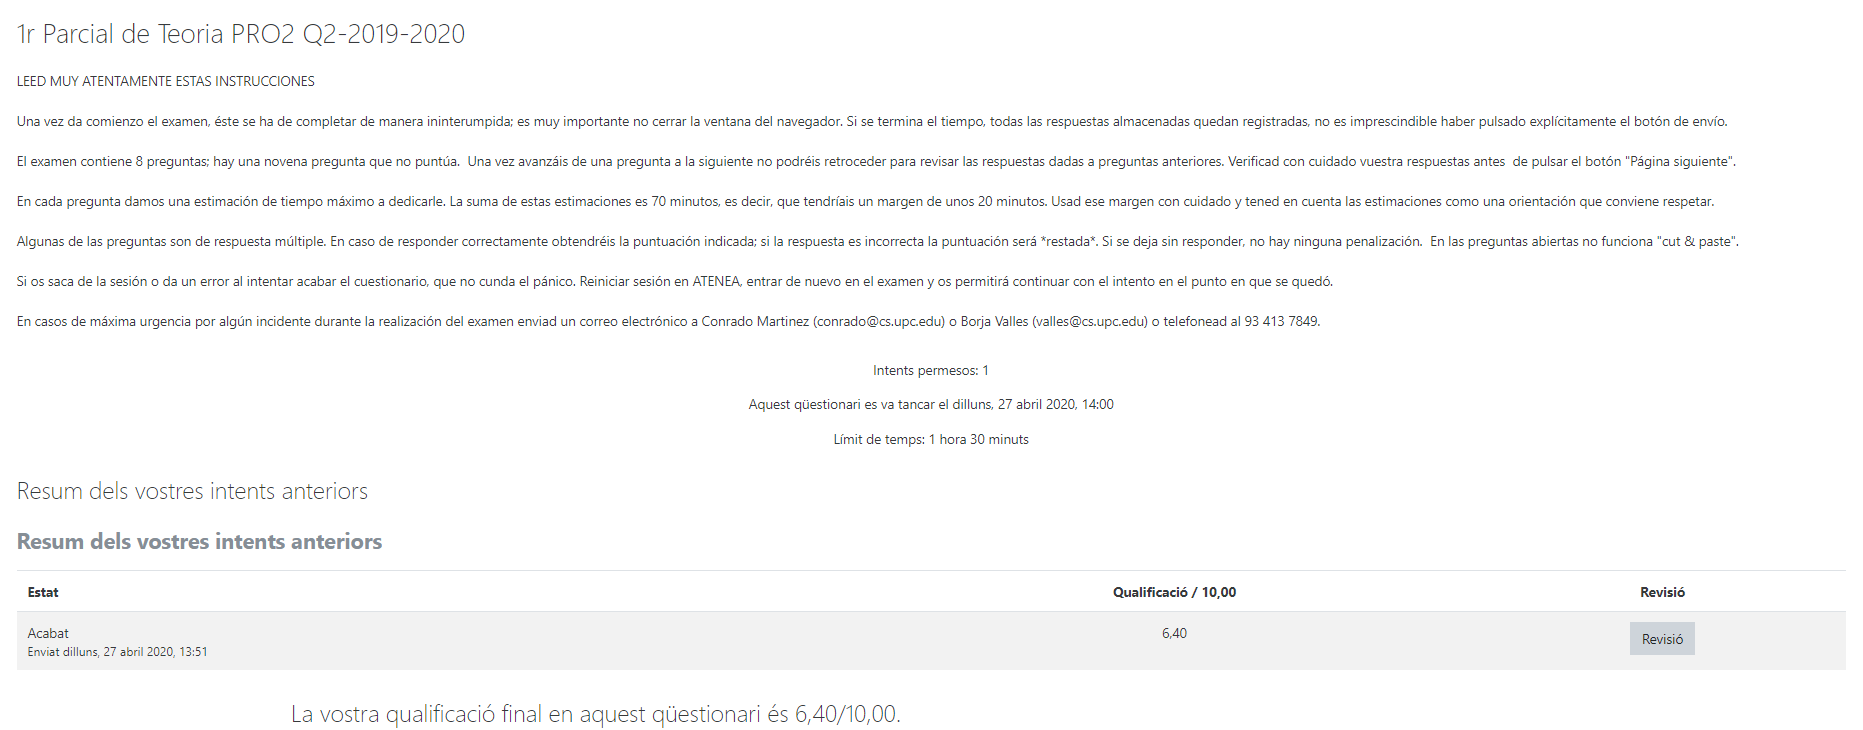 1r Parcial de Teoria PRO2 Q2-2019-2020
LEED MUY ATENTAMENTE ESTAS INSTRUCCIONES
Una vez da comienzo el examen, éste se ha de completar de manera ininterumpida; es muy importante no cerrar la ventana del navegador. Si se termina el tiempo, todas las respuestas almacenadas quedan registradas, no es imprescindible haber pulsado explícitamente el botón de envío.
El examen contiene 8 preguntas; hay una novena pregunta que no puntúa.  Una vez avanzáis de una pregunta a la siguiente no podréis retroceder para revisar las respuestas dadas a preguntas anteriores. Verificad con cuidado vuestra respuestas antes  de pulsar el botón "Página siguiente".
En cada pregunta damos una estimación de tiempo máximo a dedicarle. La suma de estas estimaciones es 70 minutos, es decir, que tendríais un margen de unos 20 minutos. Usad ese margen con cuidado y tened en cuenta las estimaciones como una orientación que conviene respetar.
Algunas de las preguntas son de respuesta múltiple. En caso de responder correctamente obtendréis la puntuación indicada; si la respuesta es incorrecta la puntuación será *restada*. Si se deja sin responder, no hay ninguna penalización.  En las preguntas abiertas no funciona "cut & paste".
Si os saca de la sesión o da un error al intentar acabar el cuestionario, que no cunda el pánico. Reiniciar sesión en ATENEA, entrar de nuevo en el examen y os permitirá continuar con el intento en el punto en que se quedó.
En casos de máxima urgencia por algún incidente durante la realización del examen enviad un correo electrónico a Conrado Martinez (conrado@cs.upc.edu) o Borja Valles (valles@cs.upc.edu) o telefonead al 93 413 7849.
Intents permesos: 1
Aquest qüestionari es va tancar el dilluns, 27 abril 2020, 14:00
Límit de temps: 1 hora 30 minuts
Resum dels vostres intents anteriors
Resum dels vostres intents anteriors
Estat Qualificació / 10,00 Revisió
Acabat 6,40 Revisió
Enviat dilluns, 27 abril 2020, 13:51
La vostra qualificació final en aquest qüestionari és 6,40/10,00.